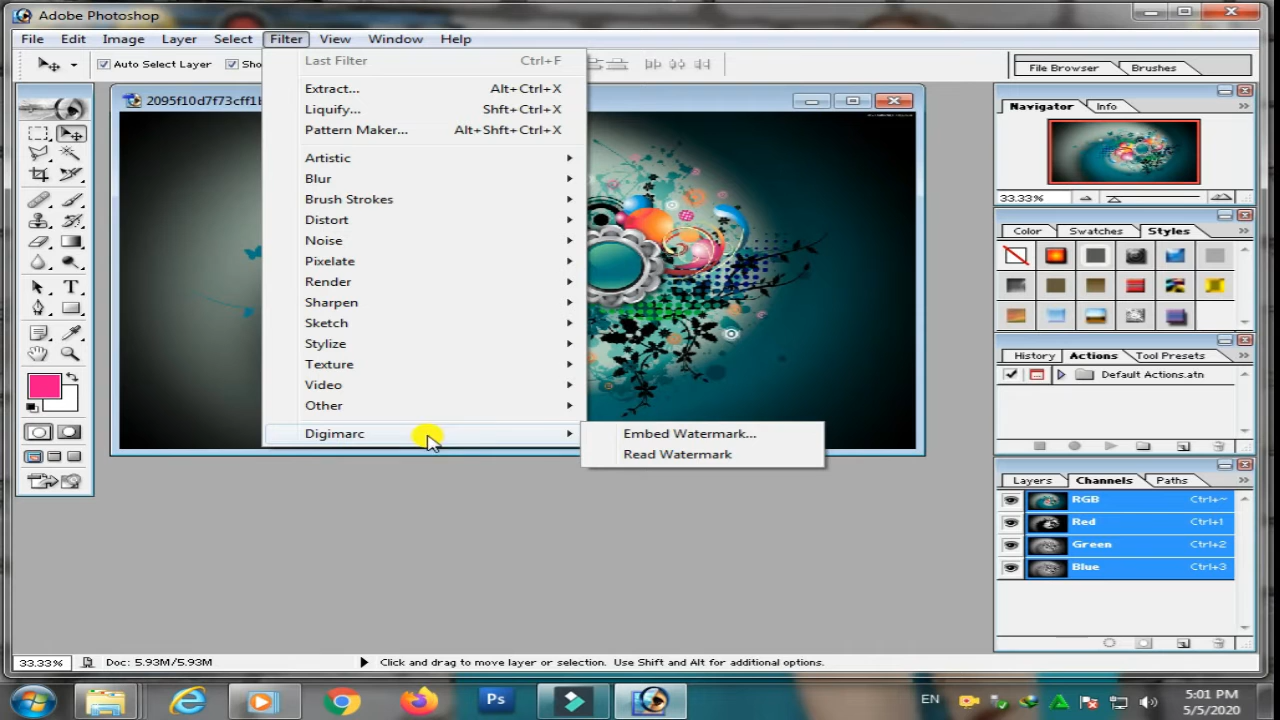 Adobe Photoshop
File Edit Image Layer Select Filter View Window Help
Auto Select Layer Sho
File Browser Brushes
2095f10d7f73cff1
Last Filter Ctrl+F
Extract... Alt+Ctrl+X
Liquify... Shft+Ctrl+X
Pattern Maker... Alt+Shft+Ctrl+X
Artistic
Blur
Brush Strokes
Distort
Noise
Pixelate
Render
Sharpen
Sketch
Stylize
Texture
Video
Other
Digimarc
Embed Watermark...
Read Watermark
Navigator Info
33.33%
Color Swatches Styles
History Actions Tool Presets
Default Actions.atn
Layers Channels Paths
RGB Ctrl+~
Red Ctrl+1
Green Ctrl+2
Blue Ctrl+3
33.33% Doc: 5.93M/5.93M Click and drag to move layer or selection. Use Shift and Alt for additional options.
Ps
EN
5:01 PM
5/5/2020